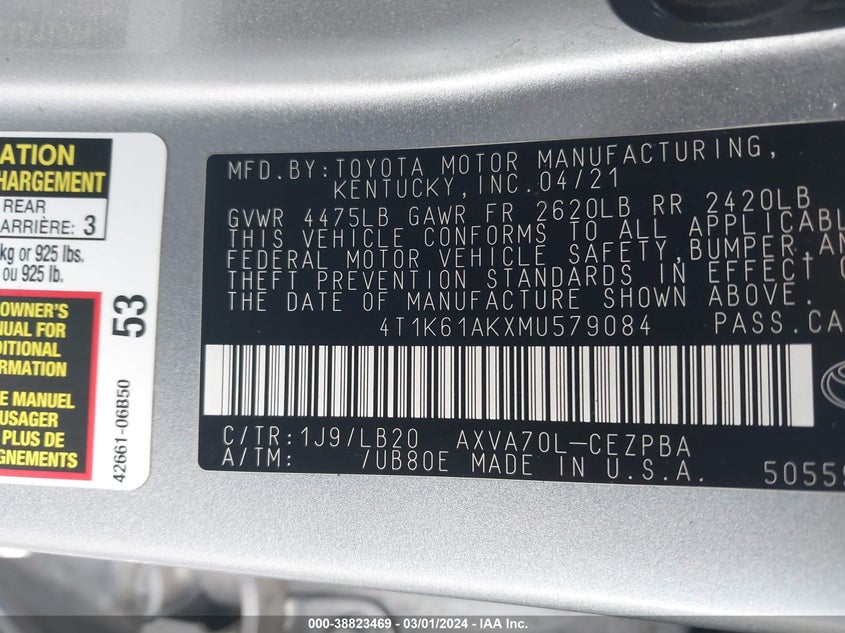 ATION
HARGEMENT
REAR
ARRIÈRE: 3
kg or 925 lbs.
ou 925 lb.
OWNER'S
NUAL FOR
DITIONAL
ORMATION
E MANUEL
USAGER
PLUS DE
IGNEMENTS
53
42661-06B50
MFD.BY:TOYOTA MOTOR MANUFACTURING,
KENTUCKY,INC.04/21
GVWR 4475LB GAWR FR 2620LB RR 2420LB
THIS VEHICLE CONFORMS TO ALL APPLICABL
FEDERAL MOTOR VEHICLE SAFETY,BUMPER,AN
THEFT PREVENTION STANDARDS IN EFFECT O
THE DATE OF MANUFACTURE SHOWN ABOVE.
4T1K61AKXMU579084 PASS.CA
C/TR:1J9/LB20 AXVA70L-CEZPBA
A/TM: /UB80E MADE IN U.S.A.
5055
000-38823469 - 03/01/2024 - IAA Inc.